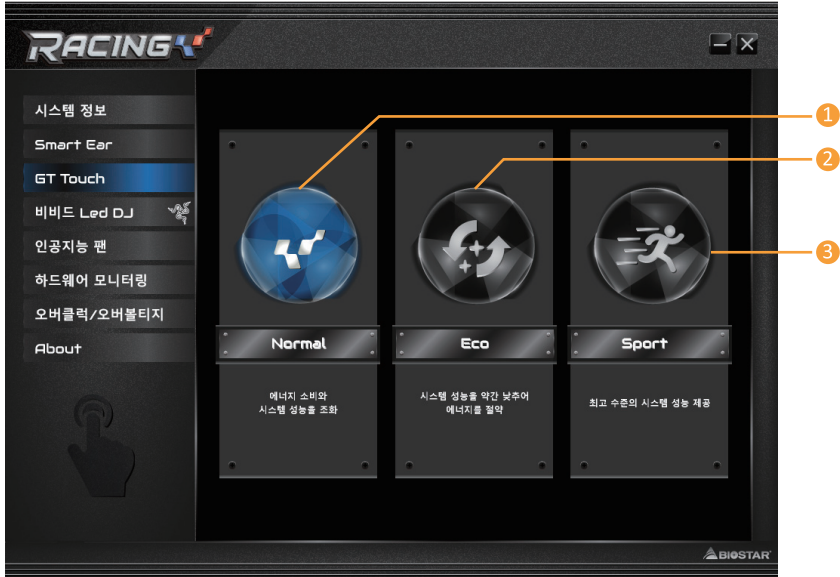 RACING
시스템 정보
Smart Ear
GT Touch
비비드 Led DJ
인공지능 팬
하드웨어 모니터링
오버클럭/오버볼티지
About
1
2
3
Normal
에너지 소비와
시스템 성능을 조화
Eco
시스템 성능을 약간 낮추어
에너지를 절약
Sport
최고 수준의 시스템 성능 제공
BIOSTAR